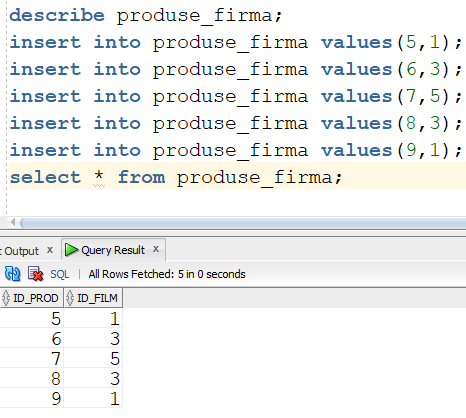 describe produse_firma;
insert into produse_firma values(5,1);
insert into produse_firma values(6,3);
insert into produse_firma values(7,5);
insert into produse_firma values(8,3);
insert into produse_firma values(9,1);
select * from produse_firma;
t Output x Query Result x
SQL | All Rows Fetched: 5 in 0 seconds
ID_PROD ID_FILM
5 1
6 3
7 5
8 3
9 1